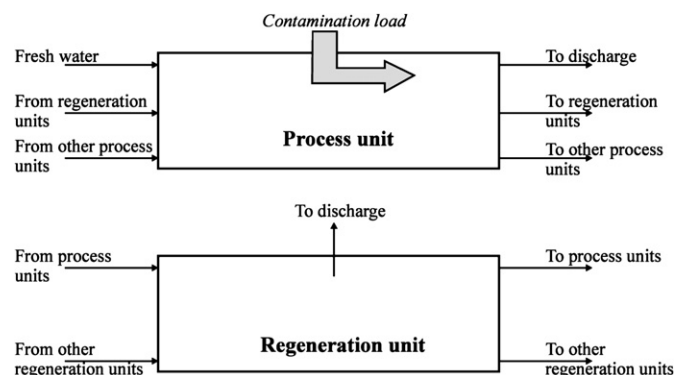 Contamination load
Fresh water
To discharge
From regeneration
units
To regeneration
units
From other process
units
Process unit
To other process
units
To discharge
From process
units
To process units
From other
regeneration units
Regeneration unit
To other
regeneration units